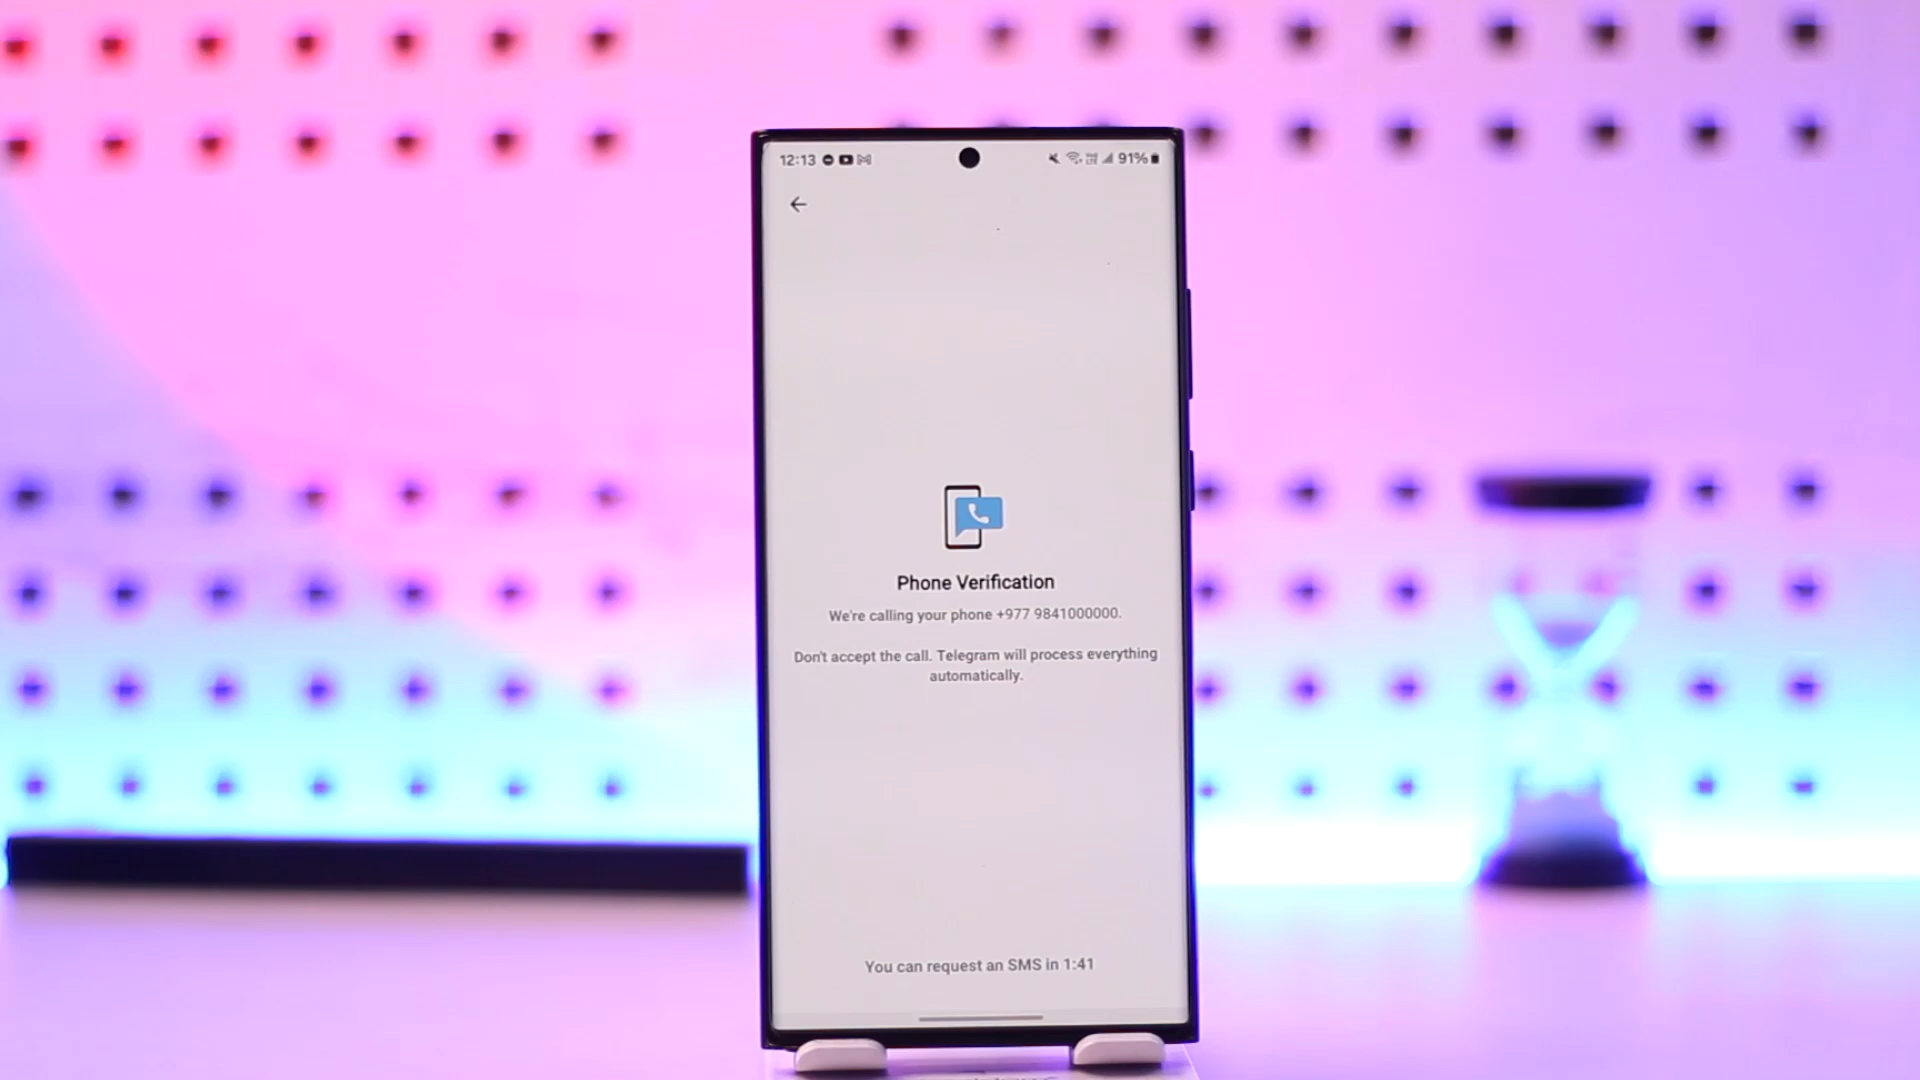 12:13
91%
Phone Verification
We're calling your phone +977 9841000000.
Don't accept the call. Telegram will process everything
automatically.
You can request an SMS in 1:41